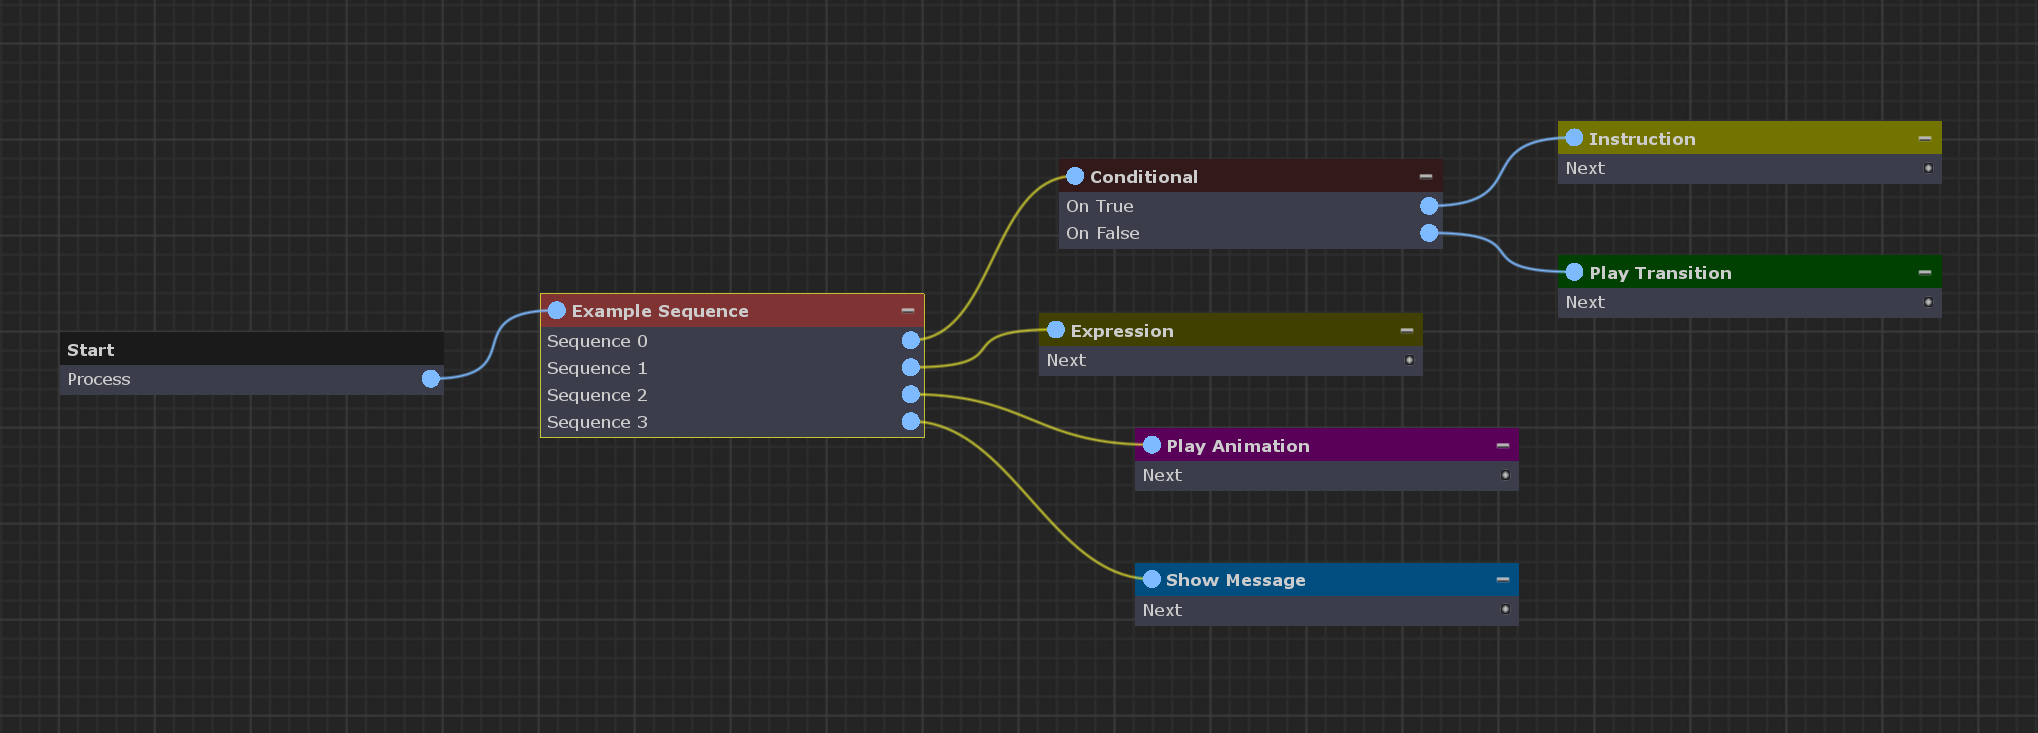 Start
Process
Example Sequence
Sequence 0
Sequence 1
Sequence 2
Sequence 3
Conditional
On True
On False
Expression
Next
Play Animation
Next
Show Message
Next
Instruction
Next
Play Transition
Next